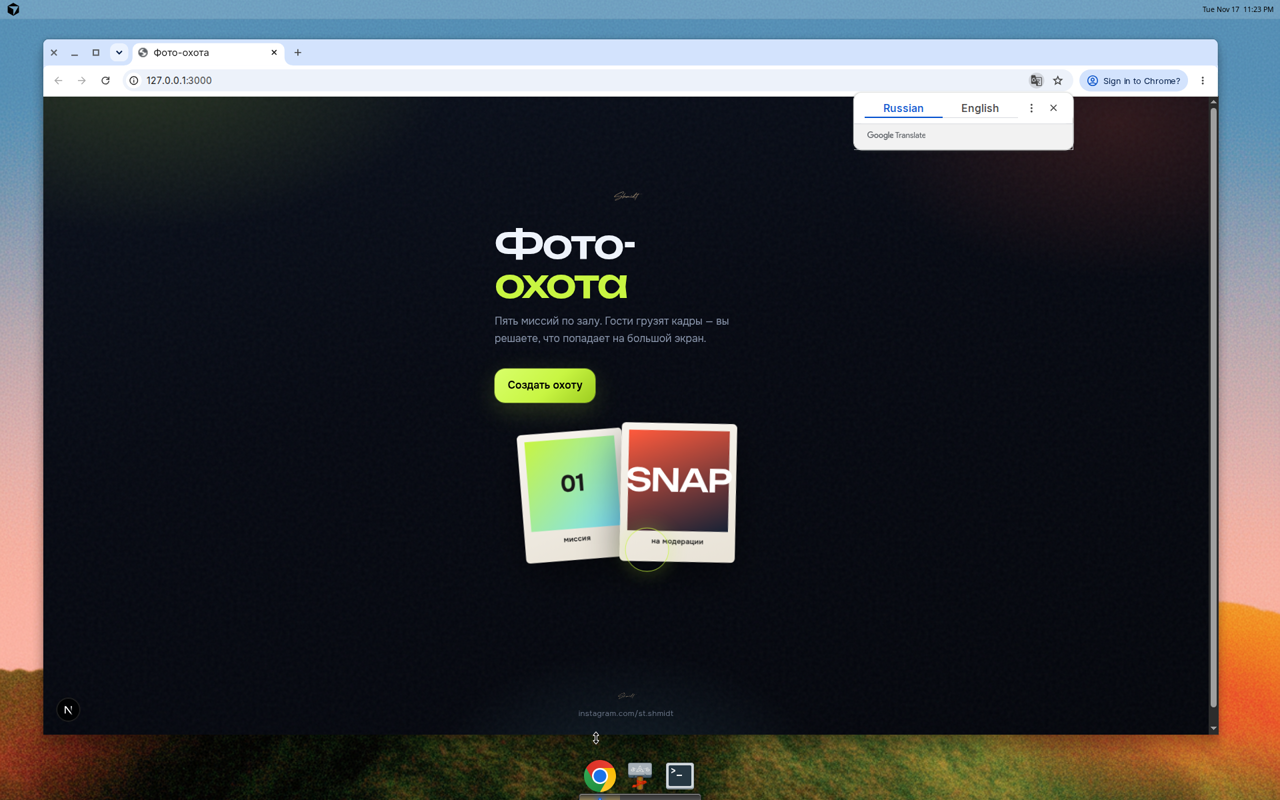 Tue Nov 17 11:23 PM
Фото-охота
127.0.0.1:3000
Sign in to Chrome?
Russian English
Google Translate
Shmidt
Фото-
охота
Пять миссий по залу. Гости грузят кадры — вы
решаете, что попадает на большой экран.
Создать охоту
01
миссия
SNAP
на модерации
N
instagram.com/st.shmidt
>_